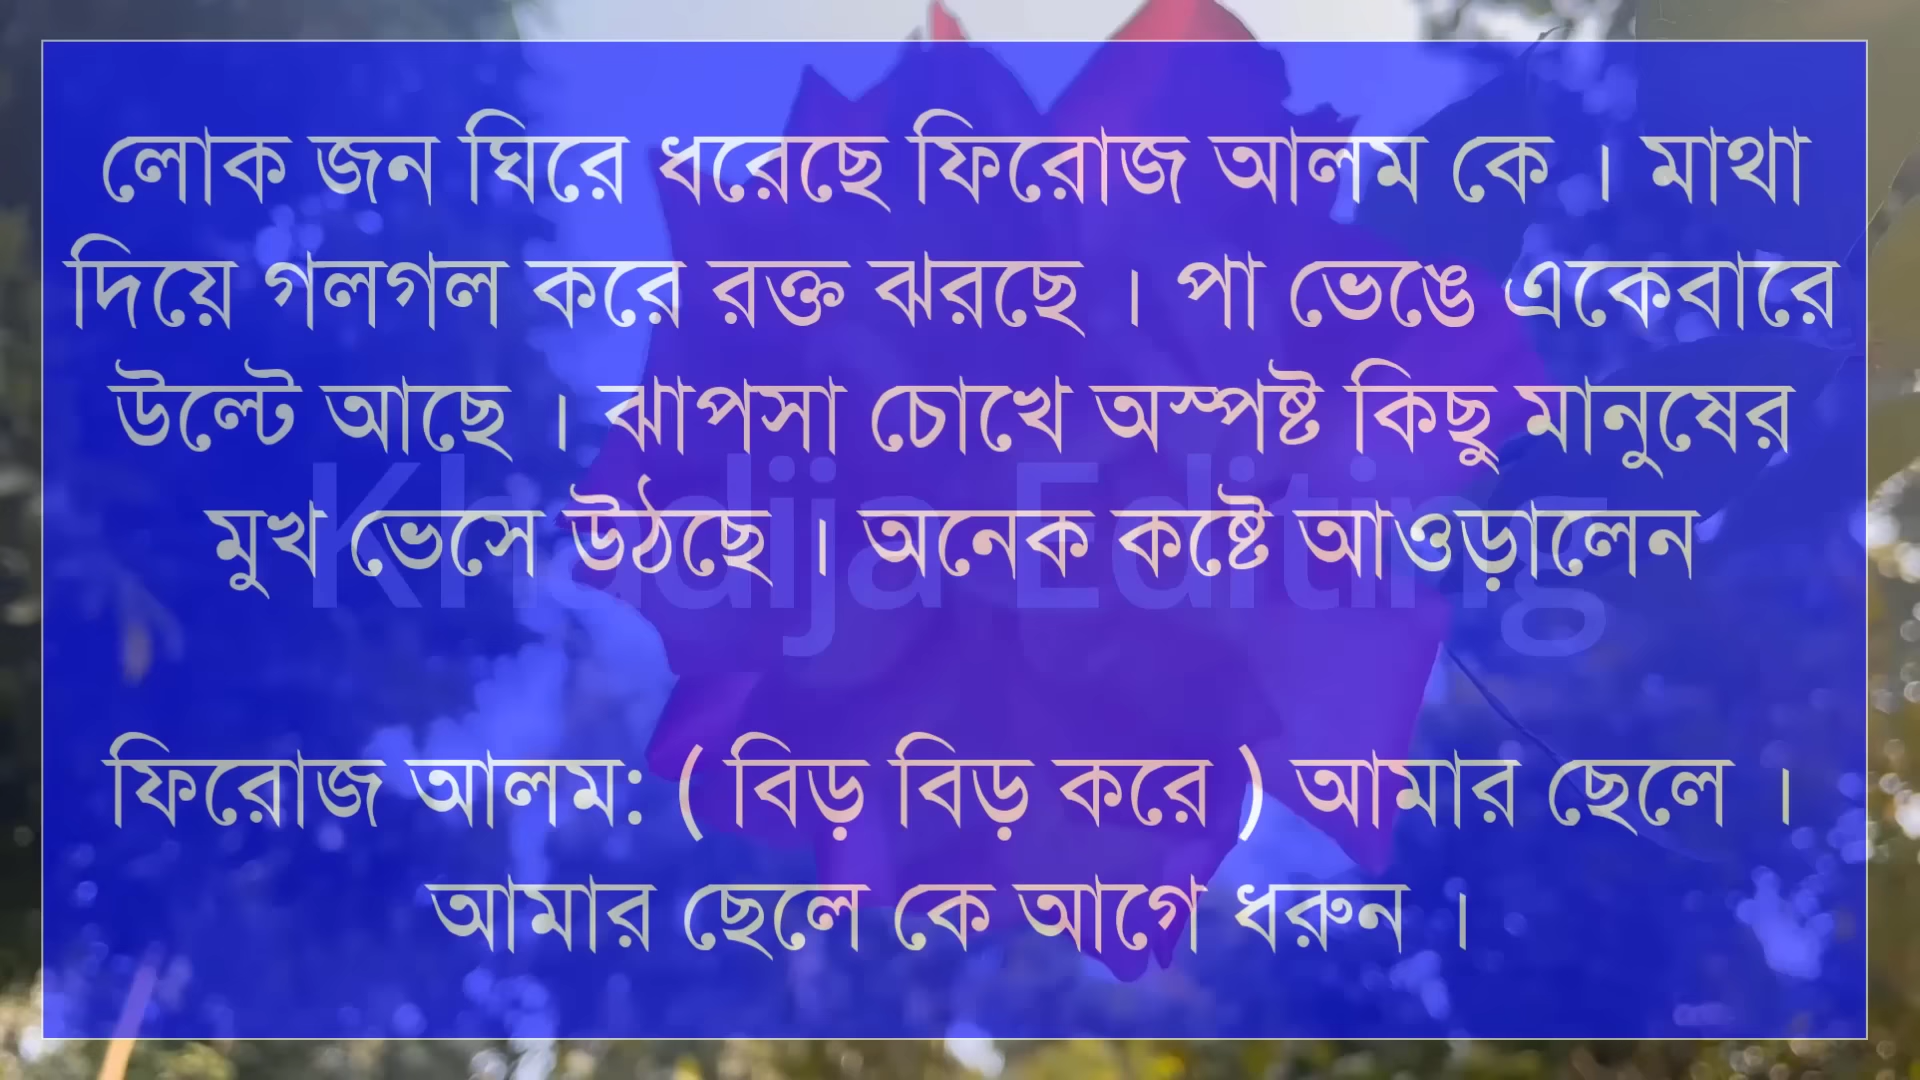 লোক জন ঘিরে ধরেছে ফিরোজ আলম কে । মাথা
দিয়ে গলগল করে রক্ত ঝরছে । পা ভেঙে একেবারে
উল্টে আছে । ঝাপসা চোখে অস্পষ্ট কিছু মানুষের
মুখ ভেসে উঠছে । অনেক কষ্টে আওড়ালেন
Khadija Editing
ফিরোজ আলম: ( বিড় বিড় করে ) আমার ছেলে ।
আমার ছেলে কে আগে ধরুন ।